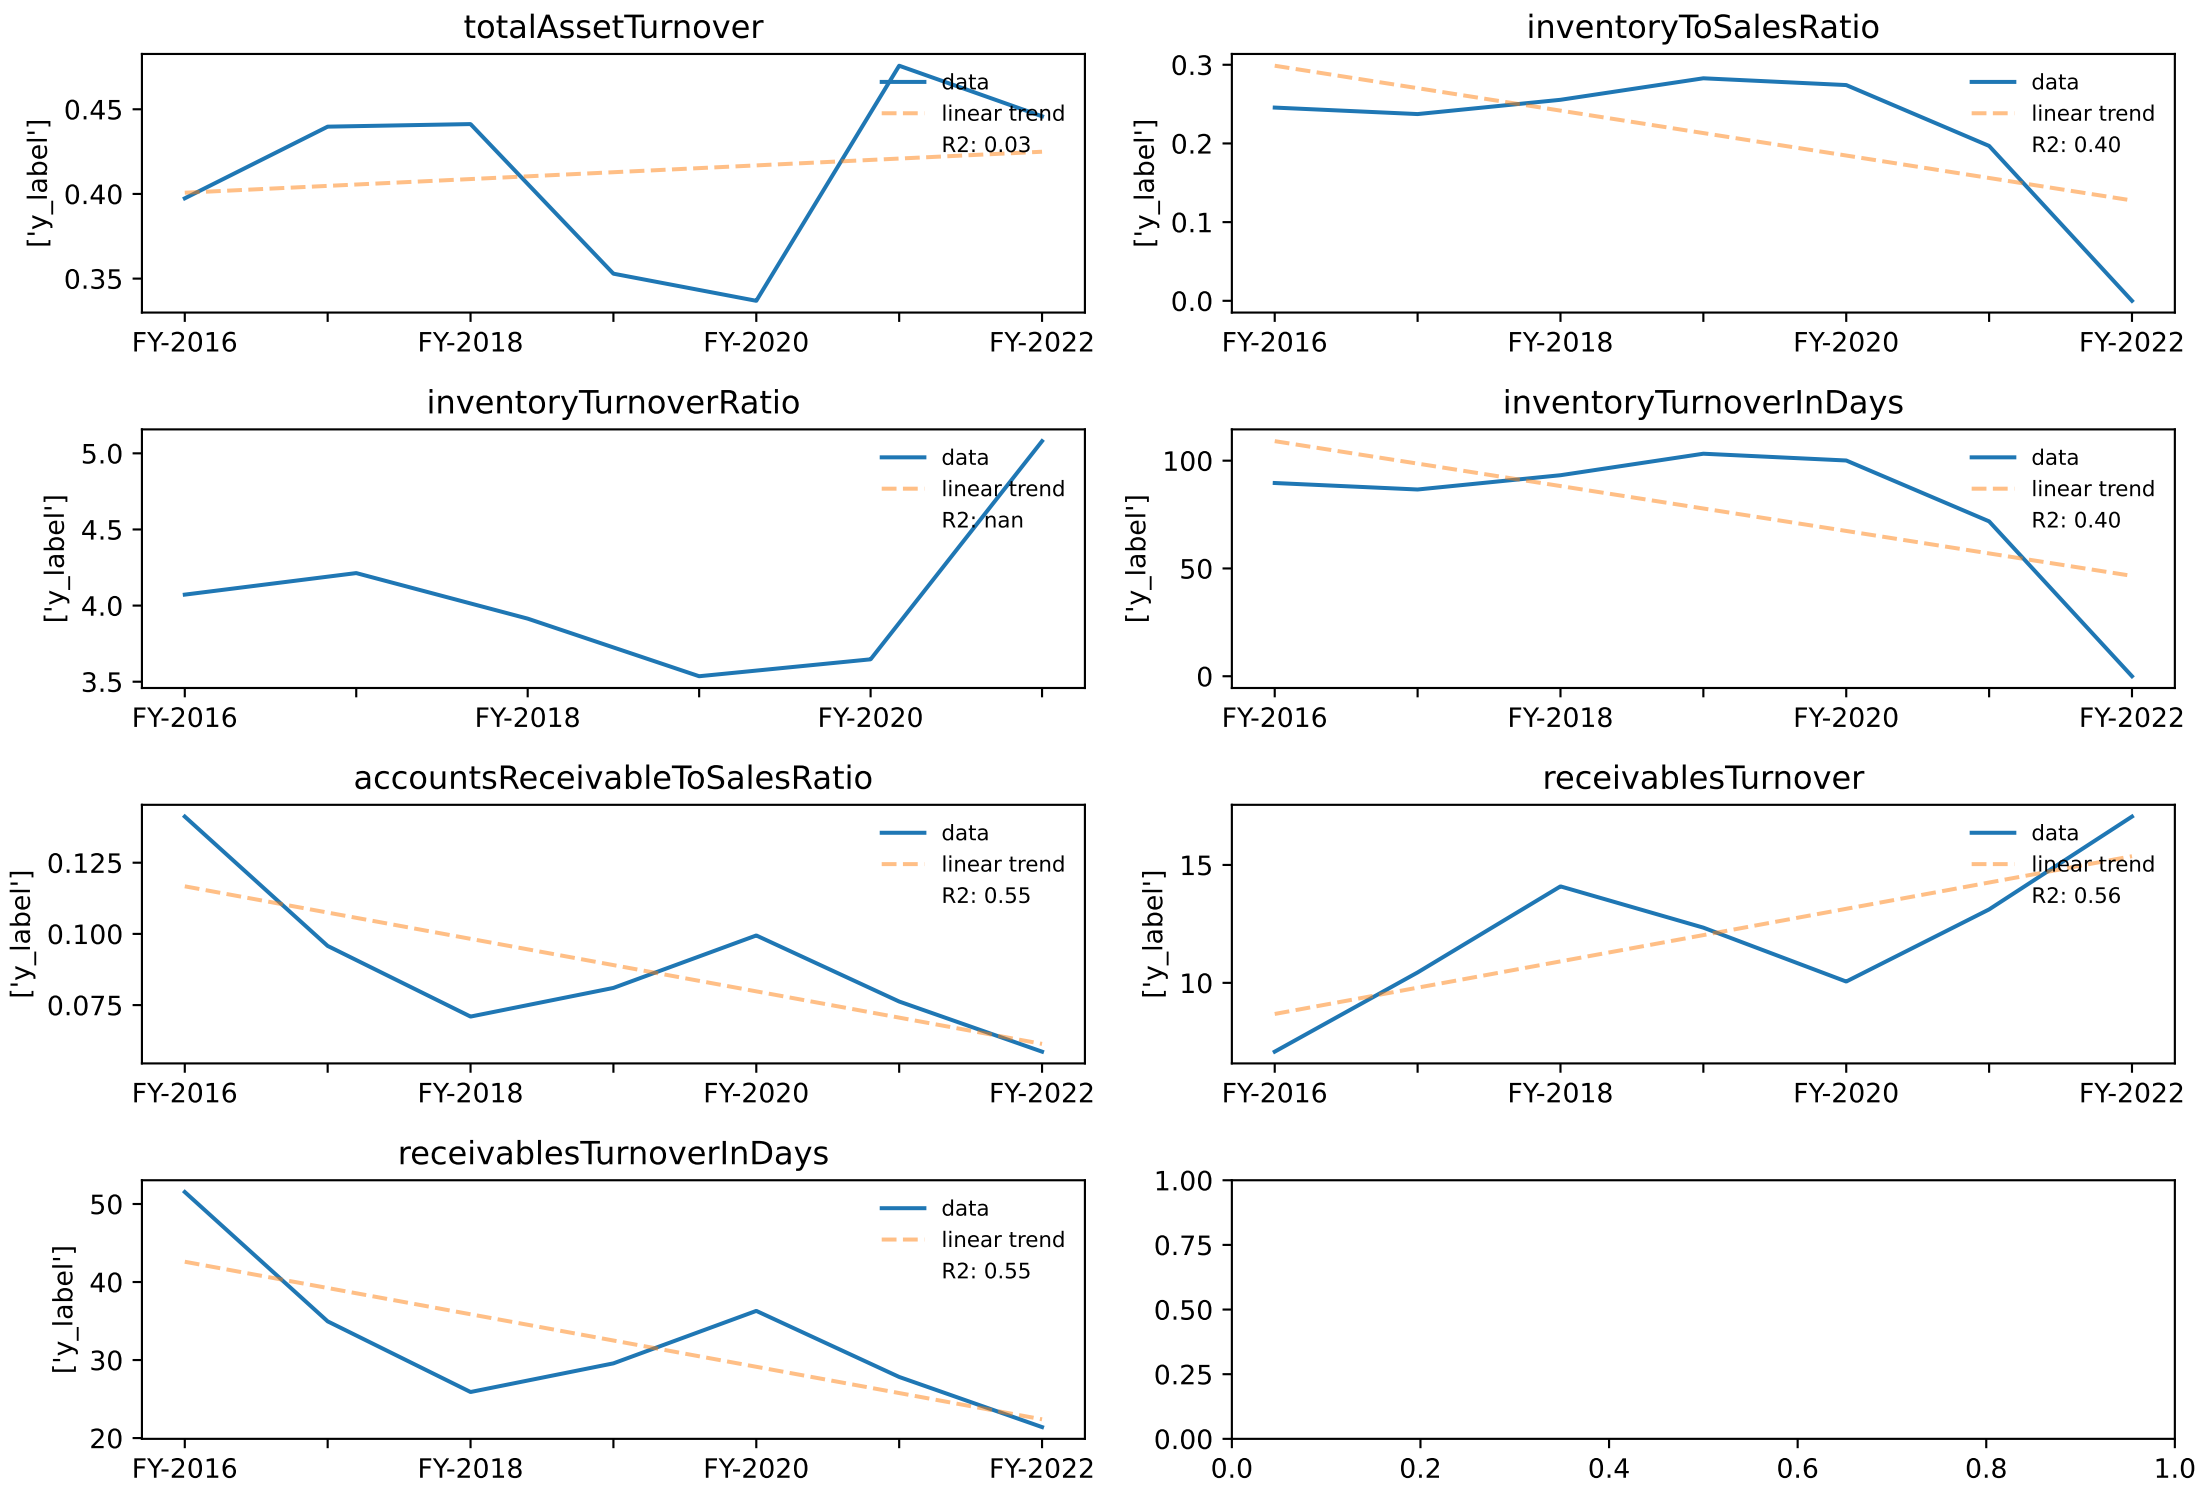 totalAssetTurnover
['y_label']
0.45
0.40
0.35
data
linear trend
R2: 0.03
FY-2016 FY-2018 FY-2020 FY-2022
inventoryToSalesRatio
['y_label']
0.3
0.2
0.1
0.0
data
linear trend
R2: 0.40
FY-2016 FY-2018 FY-2020 FY-2022
inventoryTurnoverRatio
['y_label']
5.0
4.5
4.0
3.5
data
linear trend
R2: nan
FY-2016 FY-2018 FY-2020
inventoryTurnoverInDays
['y_label']
100
50
0
data
linear trend
R2: 0.40
FY-2016 FY-2018 FY-2020 FY-2022
accountsReceivableToSalesRatio
['y_label']
0.125
0.100
0.075
data
linear trend
R2: 0.55
FY-2016 FY-2018 FY-2020 FY-2022
receivablesTurnover
['y_label']
15
10
data
linear trend
R2: 0.56
FY-2016 FY-2018 FY-2020 FY-2022
receivablesTurnoverInDays
['y_label']
50
40
30
20
data
linear trend
R2: 0.55
FY-2016 FY-2018 FY-2020 FY-2022
1.00
0.75
0.50
0.25
0.00
0.0 0.2 0.4 0.6 0.8 1.0